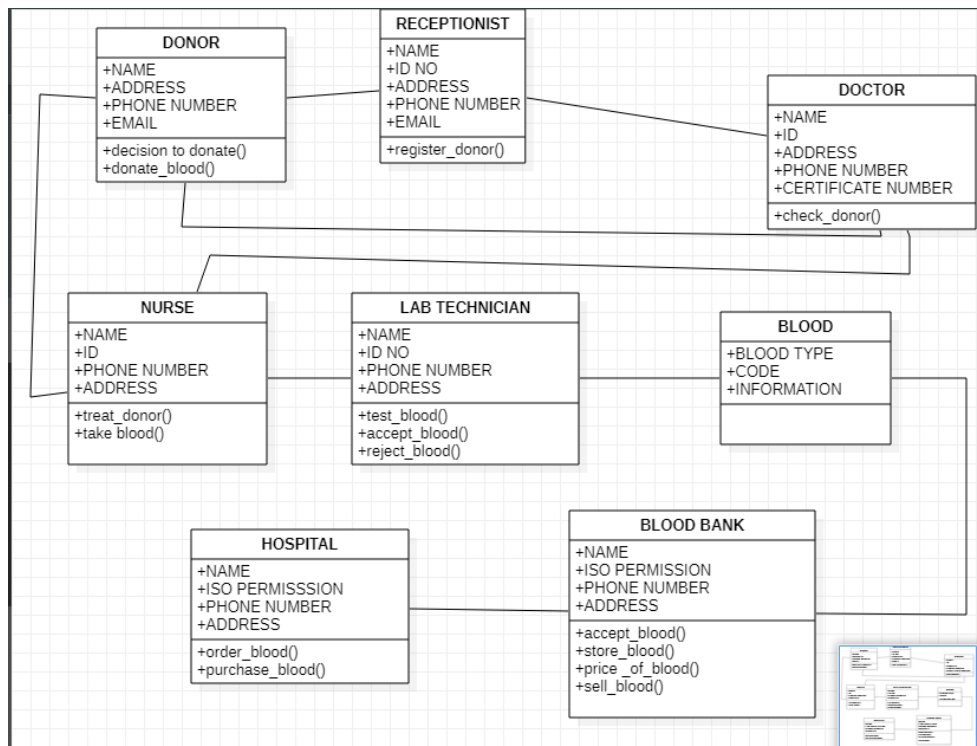 DONOR
+NAME
+ADDRESS
+PHONE NUMBER
+EMAIL
+decision to donate()
+donate_blood()
RECEPTIONIST
+NAME
+ID NO
+ADDRESS
+PHONE NUMBER
+EMAIL
+register_donor()
DOCTOR
+NAME
+ID
+ADDRESS
+PHONE NUMBER
+CERTIFICATE NUMBER
+check_donor()
NURSE
+NAME
+ID
+PHONE NUMBER
+ADDRESS
+treat_donor()
+take blood()
LAB TECHNICIAN
+NAME
+ID NO
+PHONE NUMBER
+ADDRESS
+test_blood()
+accept_blood()
+reject_blood()
BLOOD
+BLOOD TYPE
+CODE
+INFORMATION
HOSPITAL
+NAME
+ISO PERMISSSION
+PHONE NUMBER
+ADDRESS
+order_blood()
+purchase_blood()
BLOOD BANK
+NAME
+ISO PERMISSION
+PHONE NUMBER
+ADDRESS
+accept_blood()
+store_blood()
+price _of_blood()
+sell_blood()